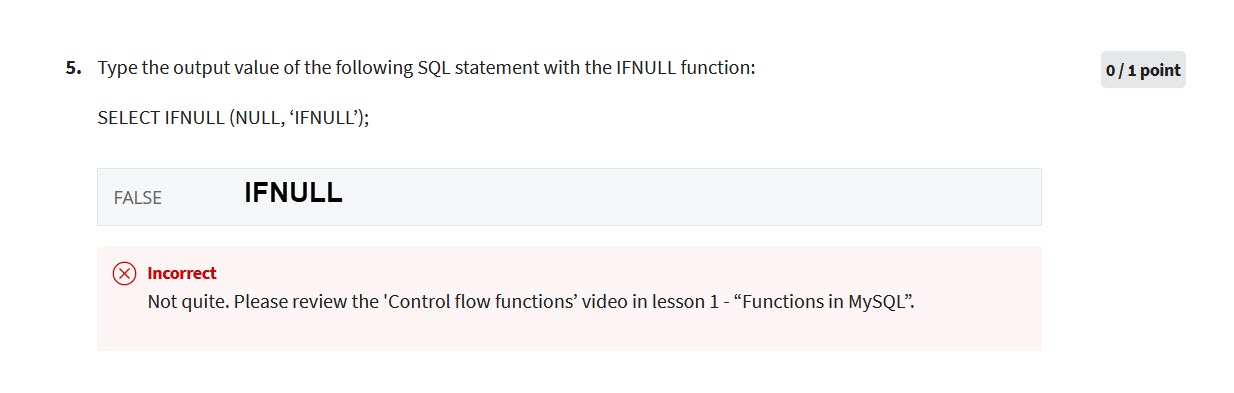 5. Type the output value of the following SQL statement with the IFNULL function:
0 / 1 point
SELECT IFNULL (NULL, ‘IFNULL’);
FALSE IFNULL
Incorrect
Not quite. Please review the 'Control flow functions’ video in lesson 1 - “Functions in MySQL”.